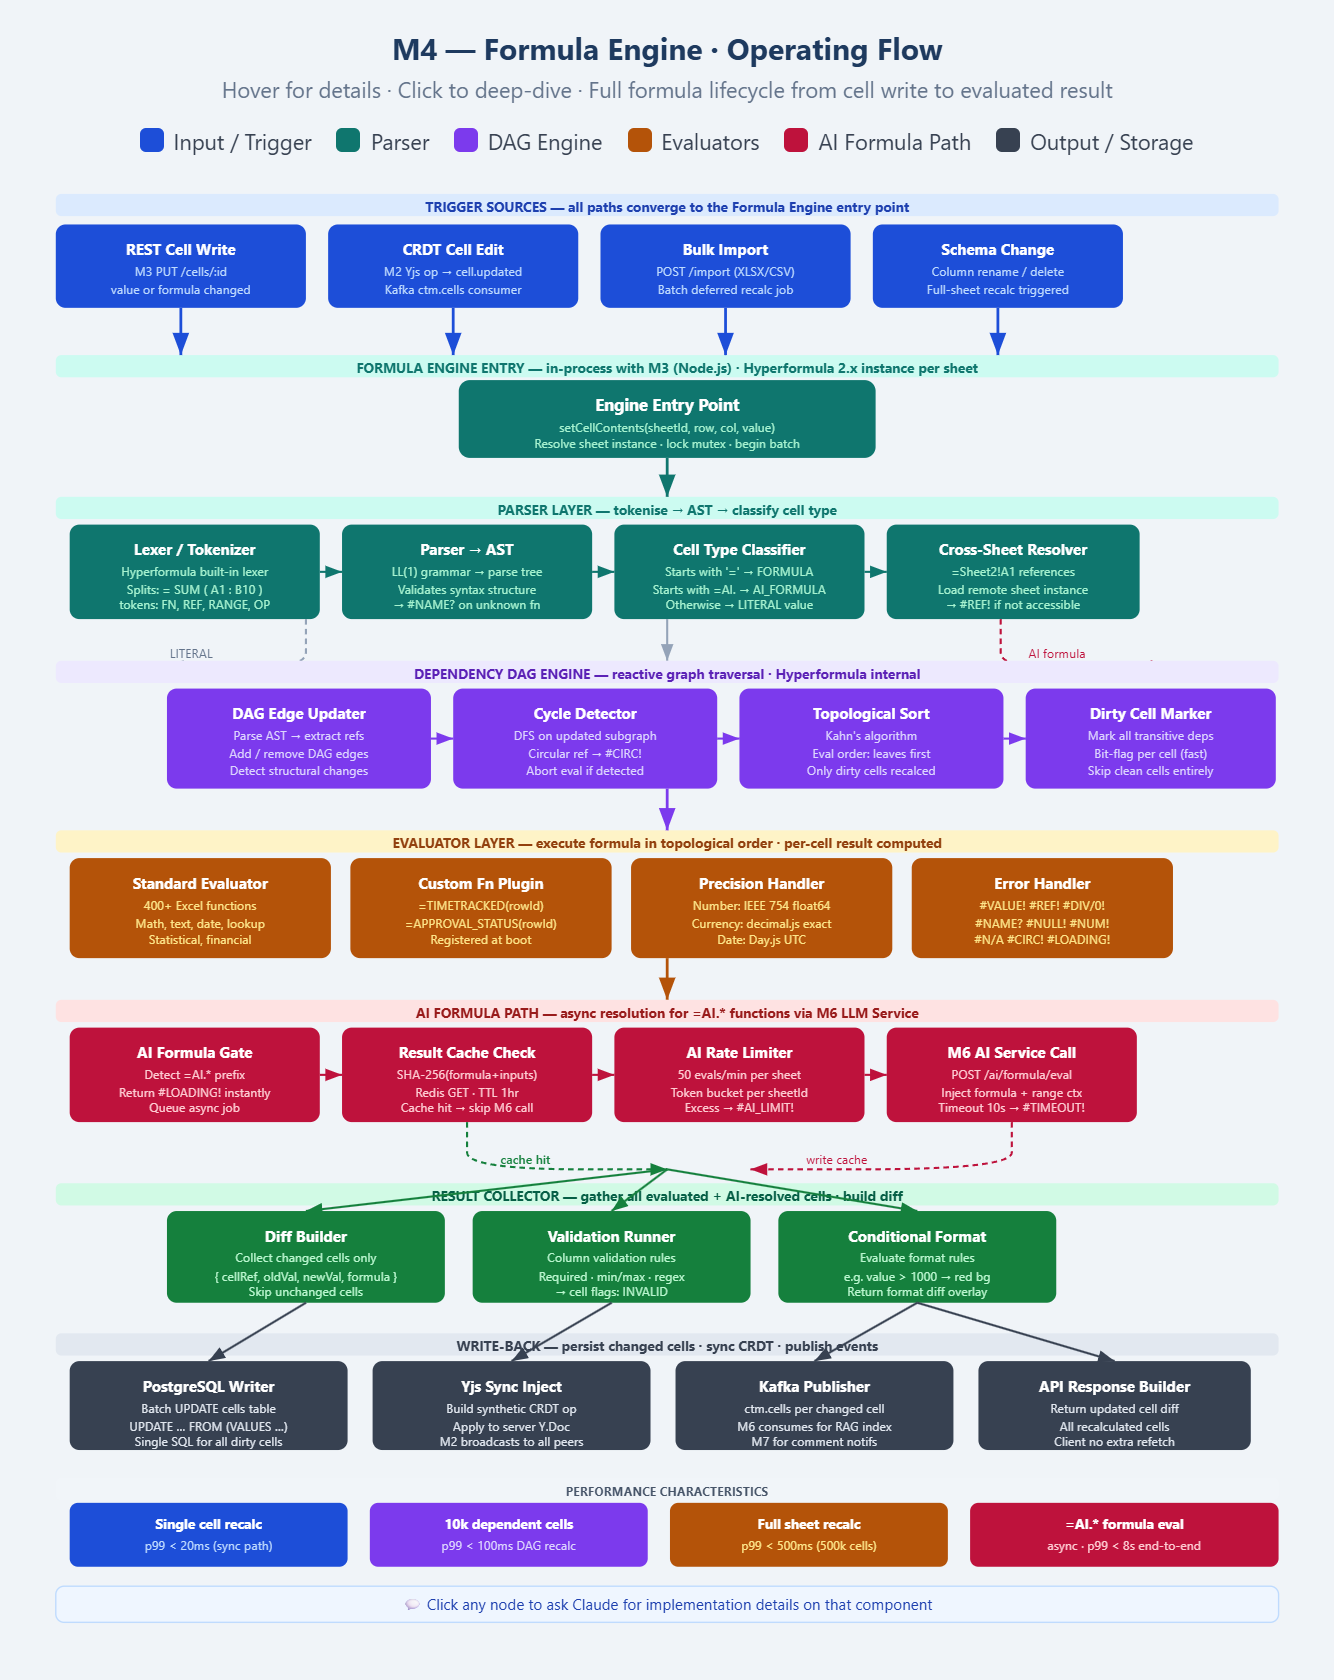 M4 — Formula Engine · Operating Flow
Hover for details · Click to deep-dive · Full formula lifecycle from cell write to evaluated result
Input / Trigger
Parser
DAG Engine
Evaluators
AI Formula Path
Output / Storage
TRIGGER SOURCES — all paths converge to the Formula Engine entry point
REST Cell Write
M3 PUT /cells/:id
value or formula changed
CRDT Cell Edit
M2 Yjs op → cell.updated
Kafka ctm.cells consumer
Bulk Import
POST /import (XLSX/CSV)
Batch deferred recalc job
Schema Change
Column rename / delete
Full-sheet recalc triggered
FORMULA ENGINE ENTRY — in-process with M3 (Node.js) · Hyperformula 2.x instance per sheet
Engine Entry Point
setCellContents(sheetId, row, col, value)
Resolve sheet instance · lock mutex · begin batch
PARSER LAYER — tokenise → AST → classify cell type
Lexer / Tokenizer
Hyperformula built-in lexer
Splits: = SUM ( A1 : B10 )
tokens: FN, REF, RANGE, OP
Parser → AST
LL(1) grammar → parse tree
Validates syntax structure
→ #NAME? on unknown fn
Cell Type Classifier
Starts with '=' → FORMULA
Starts with =AI. → AI_FORMULA
Otherwise → LITERAL value
Cross-Sheet Resolver
=Sheet2!A1 references
Load remote sheet instance
→ #REF! if not accessible
LITERAL
AI formula
DEPENDENCY DAG ENGINE — reactive graph traversal · Hyperformula internal
DAG Edge Updater
Parse AST → extract refs
Add / remove DAG edges
Detect structural changes
Cycle Detector
DFS on updated subgraph
Circular ref → #CIRC!
Abort eval if detected
Topological Sort
Kahn's algorithm
Eval order: leaves first
Only dirty cells recalced
Dirty Cell Marker
Mark all transitive deps
Bit-flag per cell (fast)
Skip clean cells entirely
EVALUATOR LAYER — execute formula in topological order · per-cell result computed
Standard Evaluator
400+ Excel functions
Math, text, date, lookup
Statistical, financial
Custom Fn Plugin
=TIMETRACKED(rowId)
=APPROVAL_STATUS(rowId)
Registered at boot
Precision Handler
Number: IEEE 754 float64
Currency: decimal.js exact
Date: Day.js UTC
Error Handler
#VALUE! #REF! #DIV/0!
#NAME? #NULL! #NUM!
#N/A #CIRC! #LOADING!
AI FORMULA PATH — async resolution for =AI.* functions via M6 LLM Service
AI Formula Gate
Detect =AI.* prefix
Return #LOADING! instantly
Queue async job
Result Cache Check
SHA-256(formula+inputs)
Redis GET · TTL 1hr
Cache hit → skip M6 call
AI Rate Limiter
50 evals/min per sheet
Token bucket per sheetId
Excess → #AI_LIMIT!
M6 AI Service Call
POST /ai/formula/eval
Inject formula + range ctx
Timeout 10s → #TIMEOUT!
cache hit
write cache
RESULT COLLECTOR — gather all evaluated + AI-resolved cells · build diff
Diff Builder
Collect changed cells only
{ cellRef, oldVal, newVal, formula }
Skip unchanged cells
Validation Runner
Column validation rules
Required · min/max · regex
→ cell flags: INVALID
Conditional Format
Evaluate format rules
e.g. value > 1000 → red bg
Return format diff overlay
WRITE-BACK — persist changed cells · sync CRDT · publish events
PostgreSQL Writer
Batch UPDATE cells table
UPDATE ... FROM (VALUES ...)
Single SQL for all dirty cells
Yjs Sync Inject
Build synthetic CRDT op
Apply to server Y.Doc
M2 broadcasts to all peers
Kafka Publisher
ctm.cells per changed cell
M6 consumes for RAG index
M7 for comment notifs
API Response Builder
Return updated cell diff
All recalculated cells
Client no extra refetch
PERFORMANCE CHARACTERISTICS
Single cell recalc
p99 < 20ms (sync path)
10k dependent cells
p99 < 100ms DAG recalc
Full sheet recalc
p99 < 500ms (500k cells)
=AI.* formula eval
async · p99 < 8s end-to-end
💬 Click any node to ask Claude for implementation details on that component